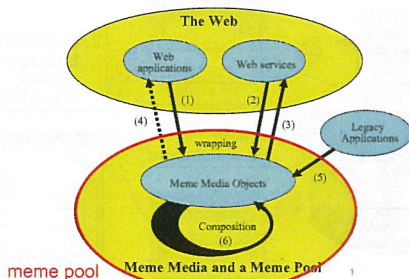 The Web
Web
applications
Web services
(1)
(2)
(4)
(3)
Legacy
Applications
wrapping
Meme Media Objects
(5)
Composition
(6)
meme pool
Meme Media and a Meme Pool
1